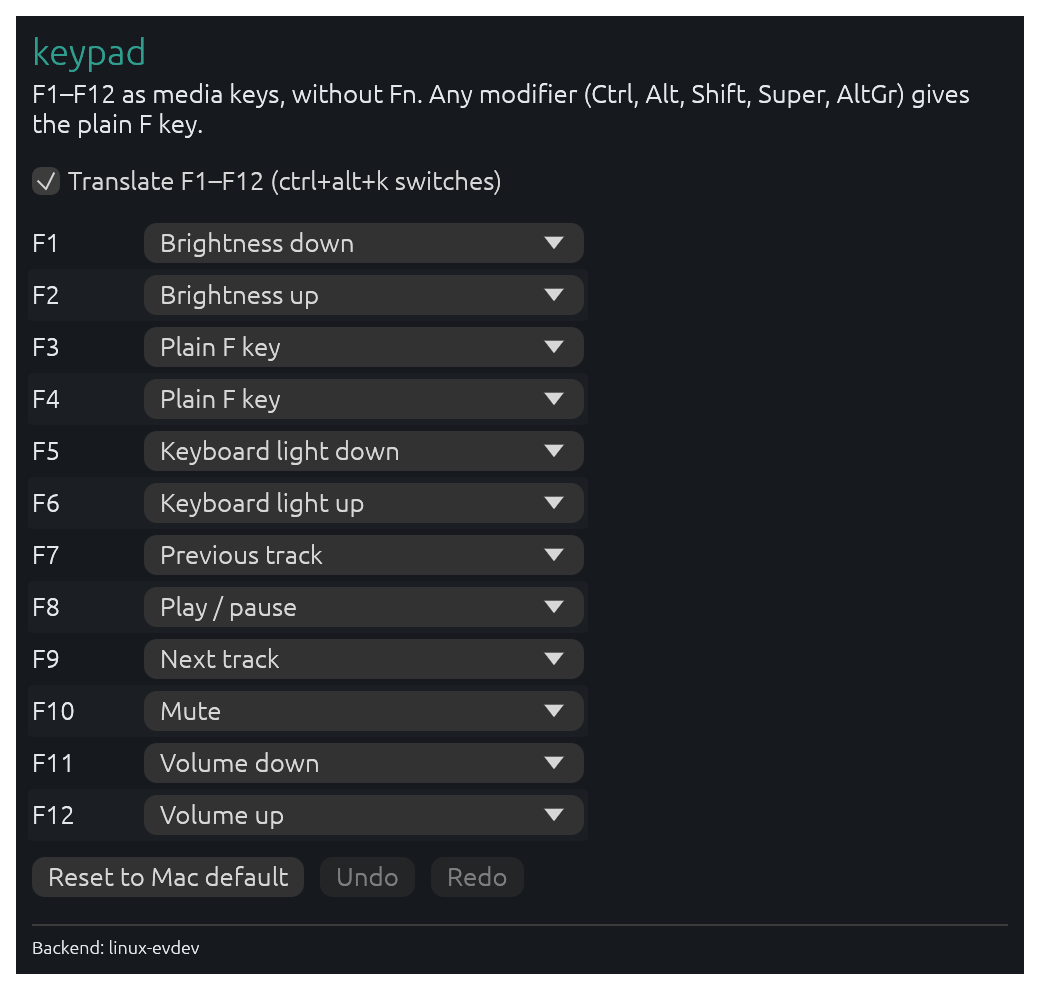 keypad
F1–F12 as media keys, without Fn. Any modifier (Ctrl, Alt, Shift, Super, AltGr) gives
the plain F key.
Translate F1–F12 (ctrl+alt+k switches)
F1 Brightness down
F2 Brightness up
F3 Plain F key
F4 Plain F key
F5 Keyboard light down
F6 Keyboard light up
F7 Previous track
F8 Play / pause
F9 Next track
F10 Mute
F11 Volume down
F12 Volume up
Reset to Mac default Undo Redo
Backend: linux-evdev